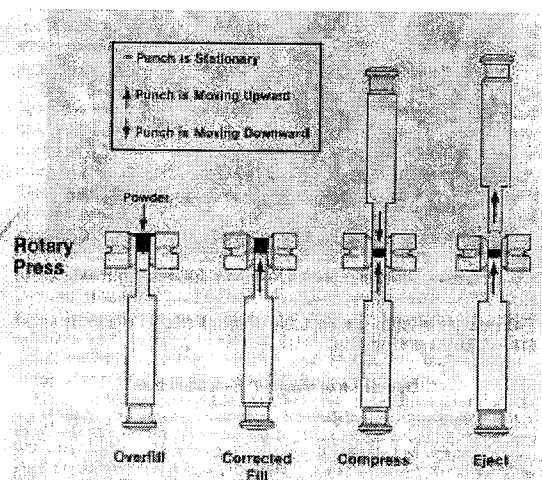 – Punch is Stationary
Punch is Moving Upward
Punch is Moving Downward
Powder
Rotary
Press
Overfill
Corrected
Fill
Compress
Eject